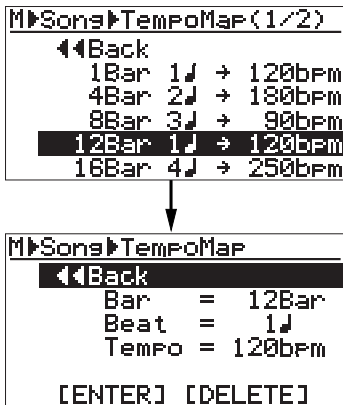 M▶Song▶TempoMap(1/2)
◀◀Back
1Bar 1♩ → 120bpm
4Bar 2♩ → 180bpm
8Bar 3♩ → 90bpm
12Bar 1♩ → 120bpm
16Bar 4♩ → 250bpm
M▶Song▶TempoMap
◀◀Back
Bar = 12Bar
Beat = 1♩
Tempo = 120bpm
[ENTER] [DELETE]